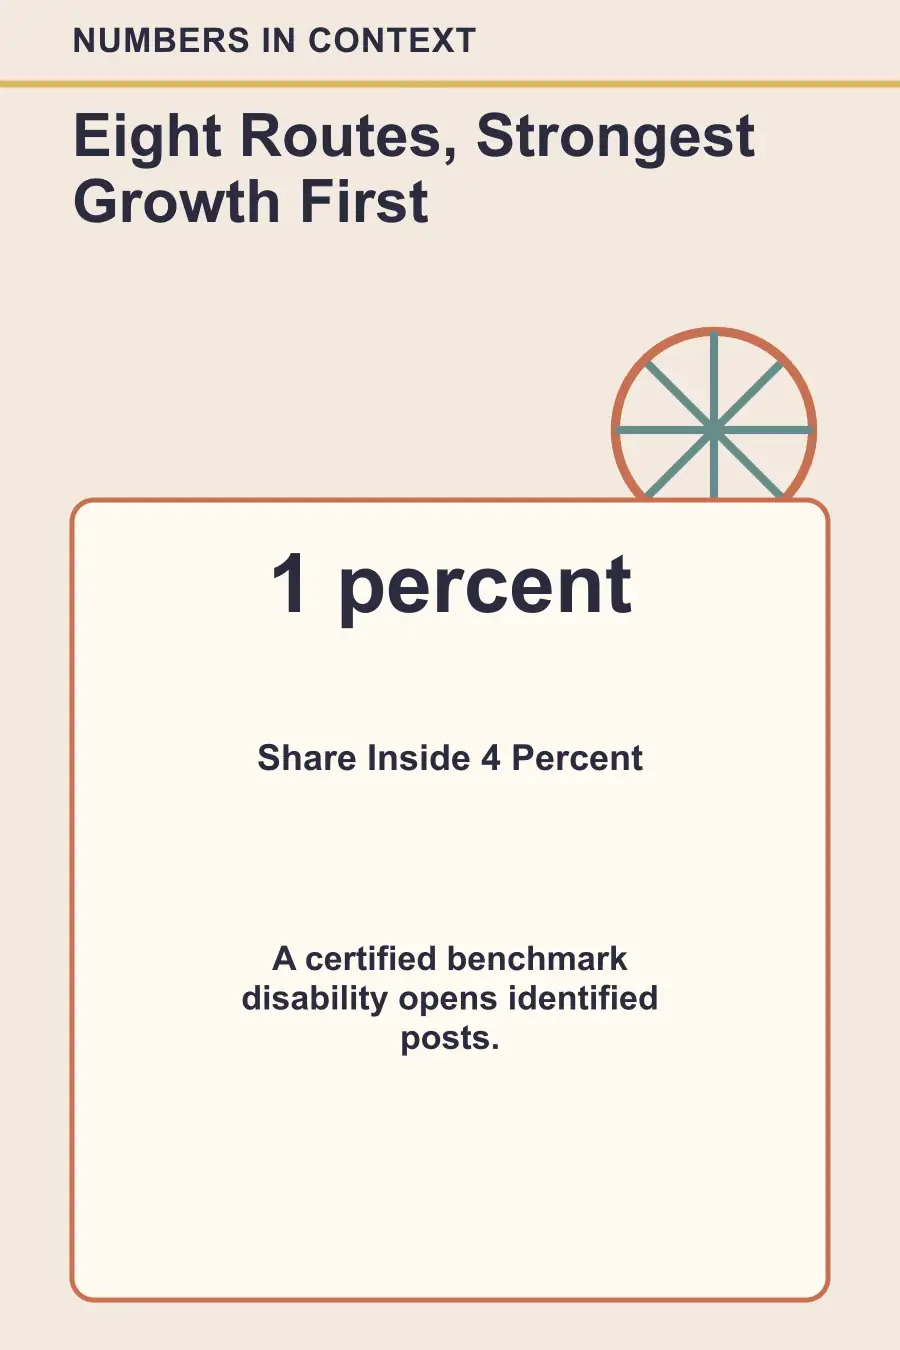 NUMBERS IN CONTEXT
Eight Routes, Strongest
Growth First
1 percent
Share Inside 4 Percent
A certified benchmark
disability opens identified
posts.